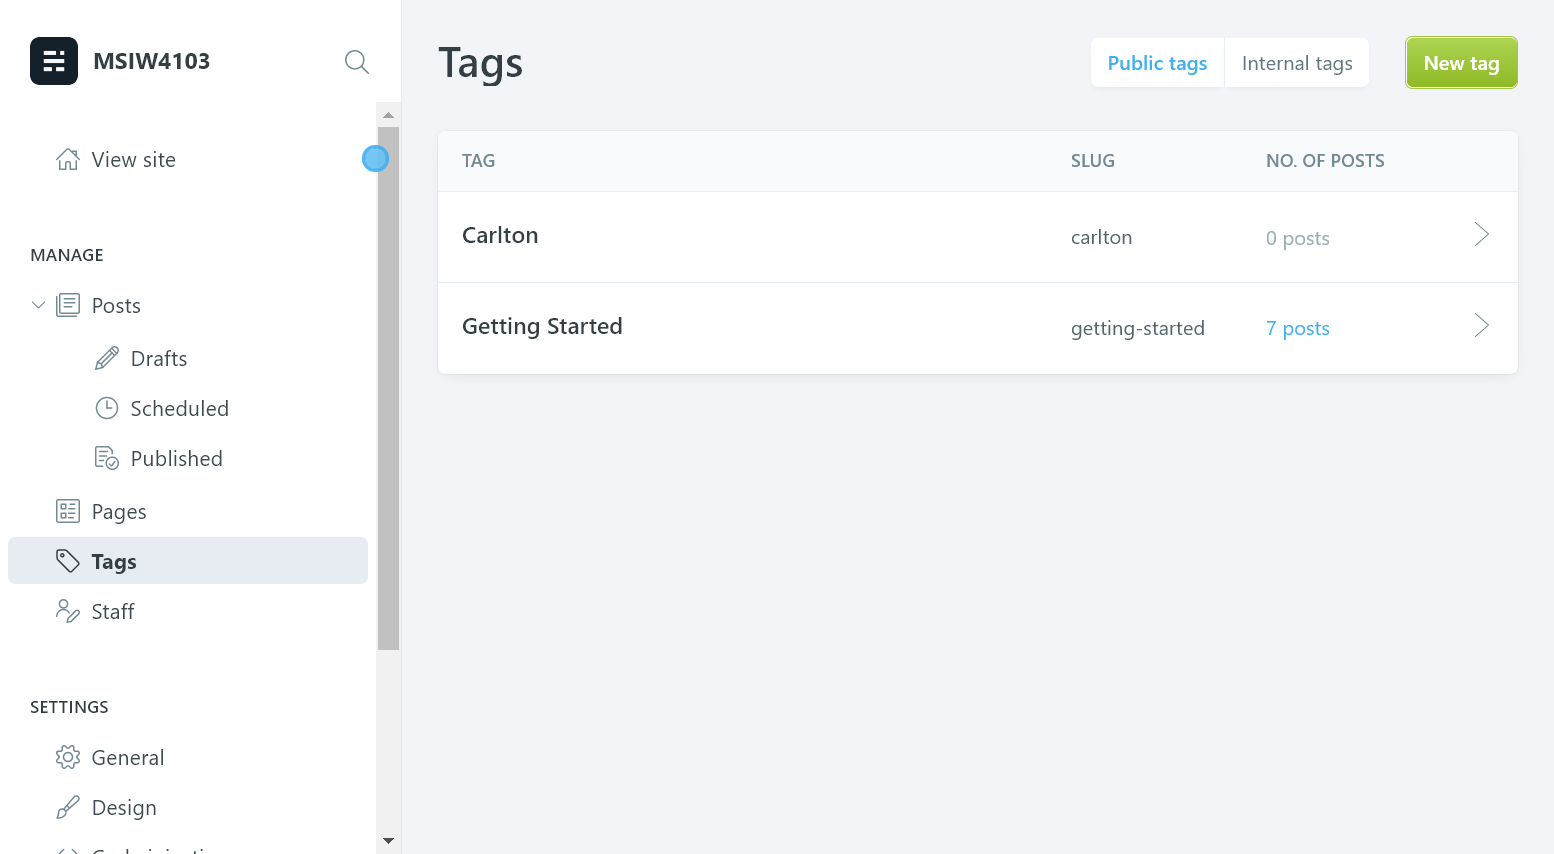 MSIW4103
View site
MANAGE
Posts
Drafts
Scheduled
Published
Pages
Tags
Staff
SETTINGS
General
Design
Tags
Public tags
Internal tags
New tag
TAG SLUG NO. OF POSTS
Carlton carlton 0 posts
Getting Started getting-started 7 posts